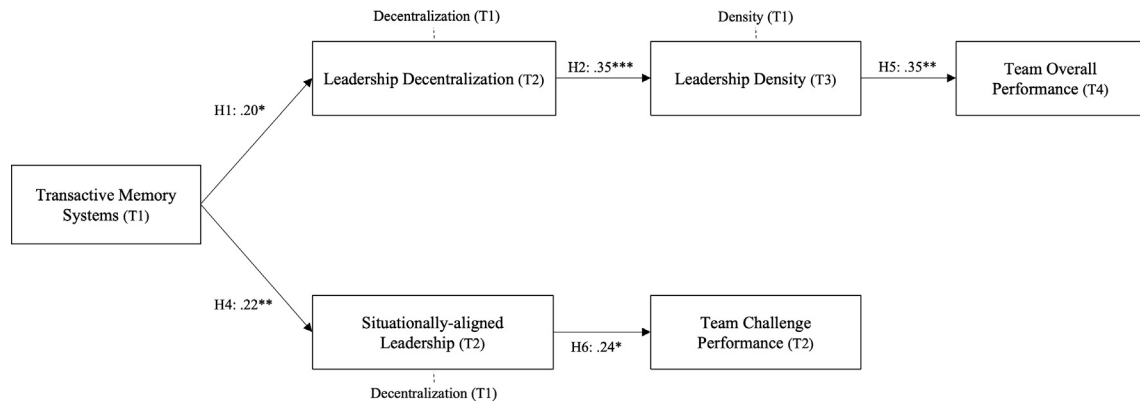 Decentralization (T1)
Density (T1)
Leadership Decentralization (T2)
H2: .35***
Leadership Density (T3)
H5: .35**
Team Overall
Performance (T4)
H1: .20*
Transactive Memory
Systems (T1)
H4: .22**
Situationally-aligned
Leadership (T2)
H6: .24*
Team Challenge
Performance (T2)
Decentralization (T1)